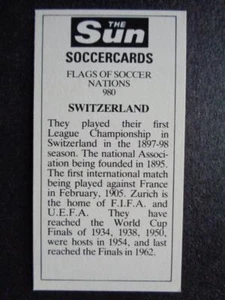 THE
Sun
SOCCERCARDS
FLAGS OF SOCCER
NATIONS
980
SWITZERLAND
They played their first
League Championship in
Switzerland in the 1897-98
season. The national Associ-
ation being founded in 1895.
The first international match
being played against France
in February, 1905. Zurich is
the home of F.I.F.A. and
U.E.F.A. They have
reached the World Cup
Finals of 1934, 1938, 1950,
were hosts in 1954, and last
reached the Finals in 1962.